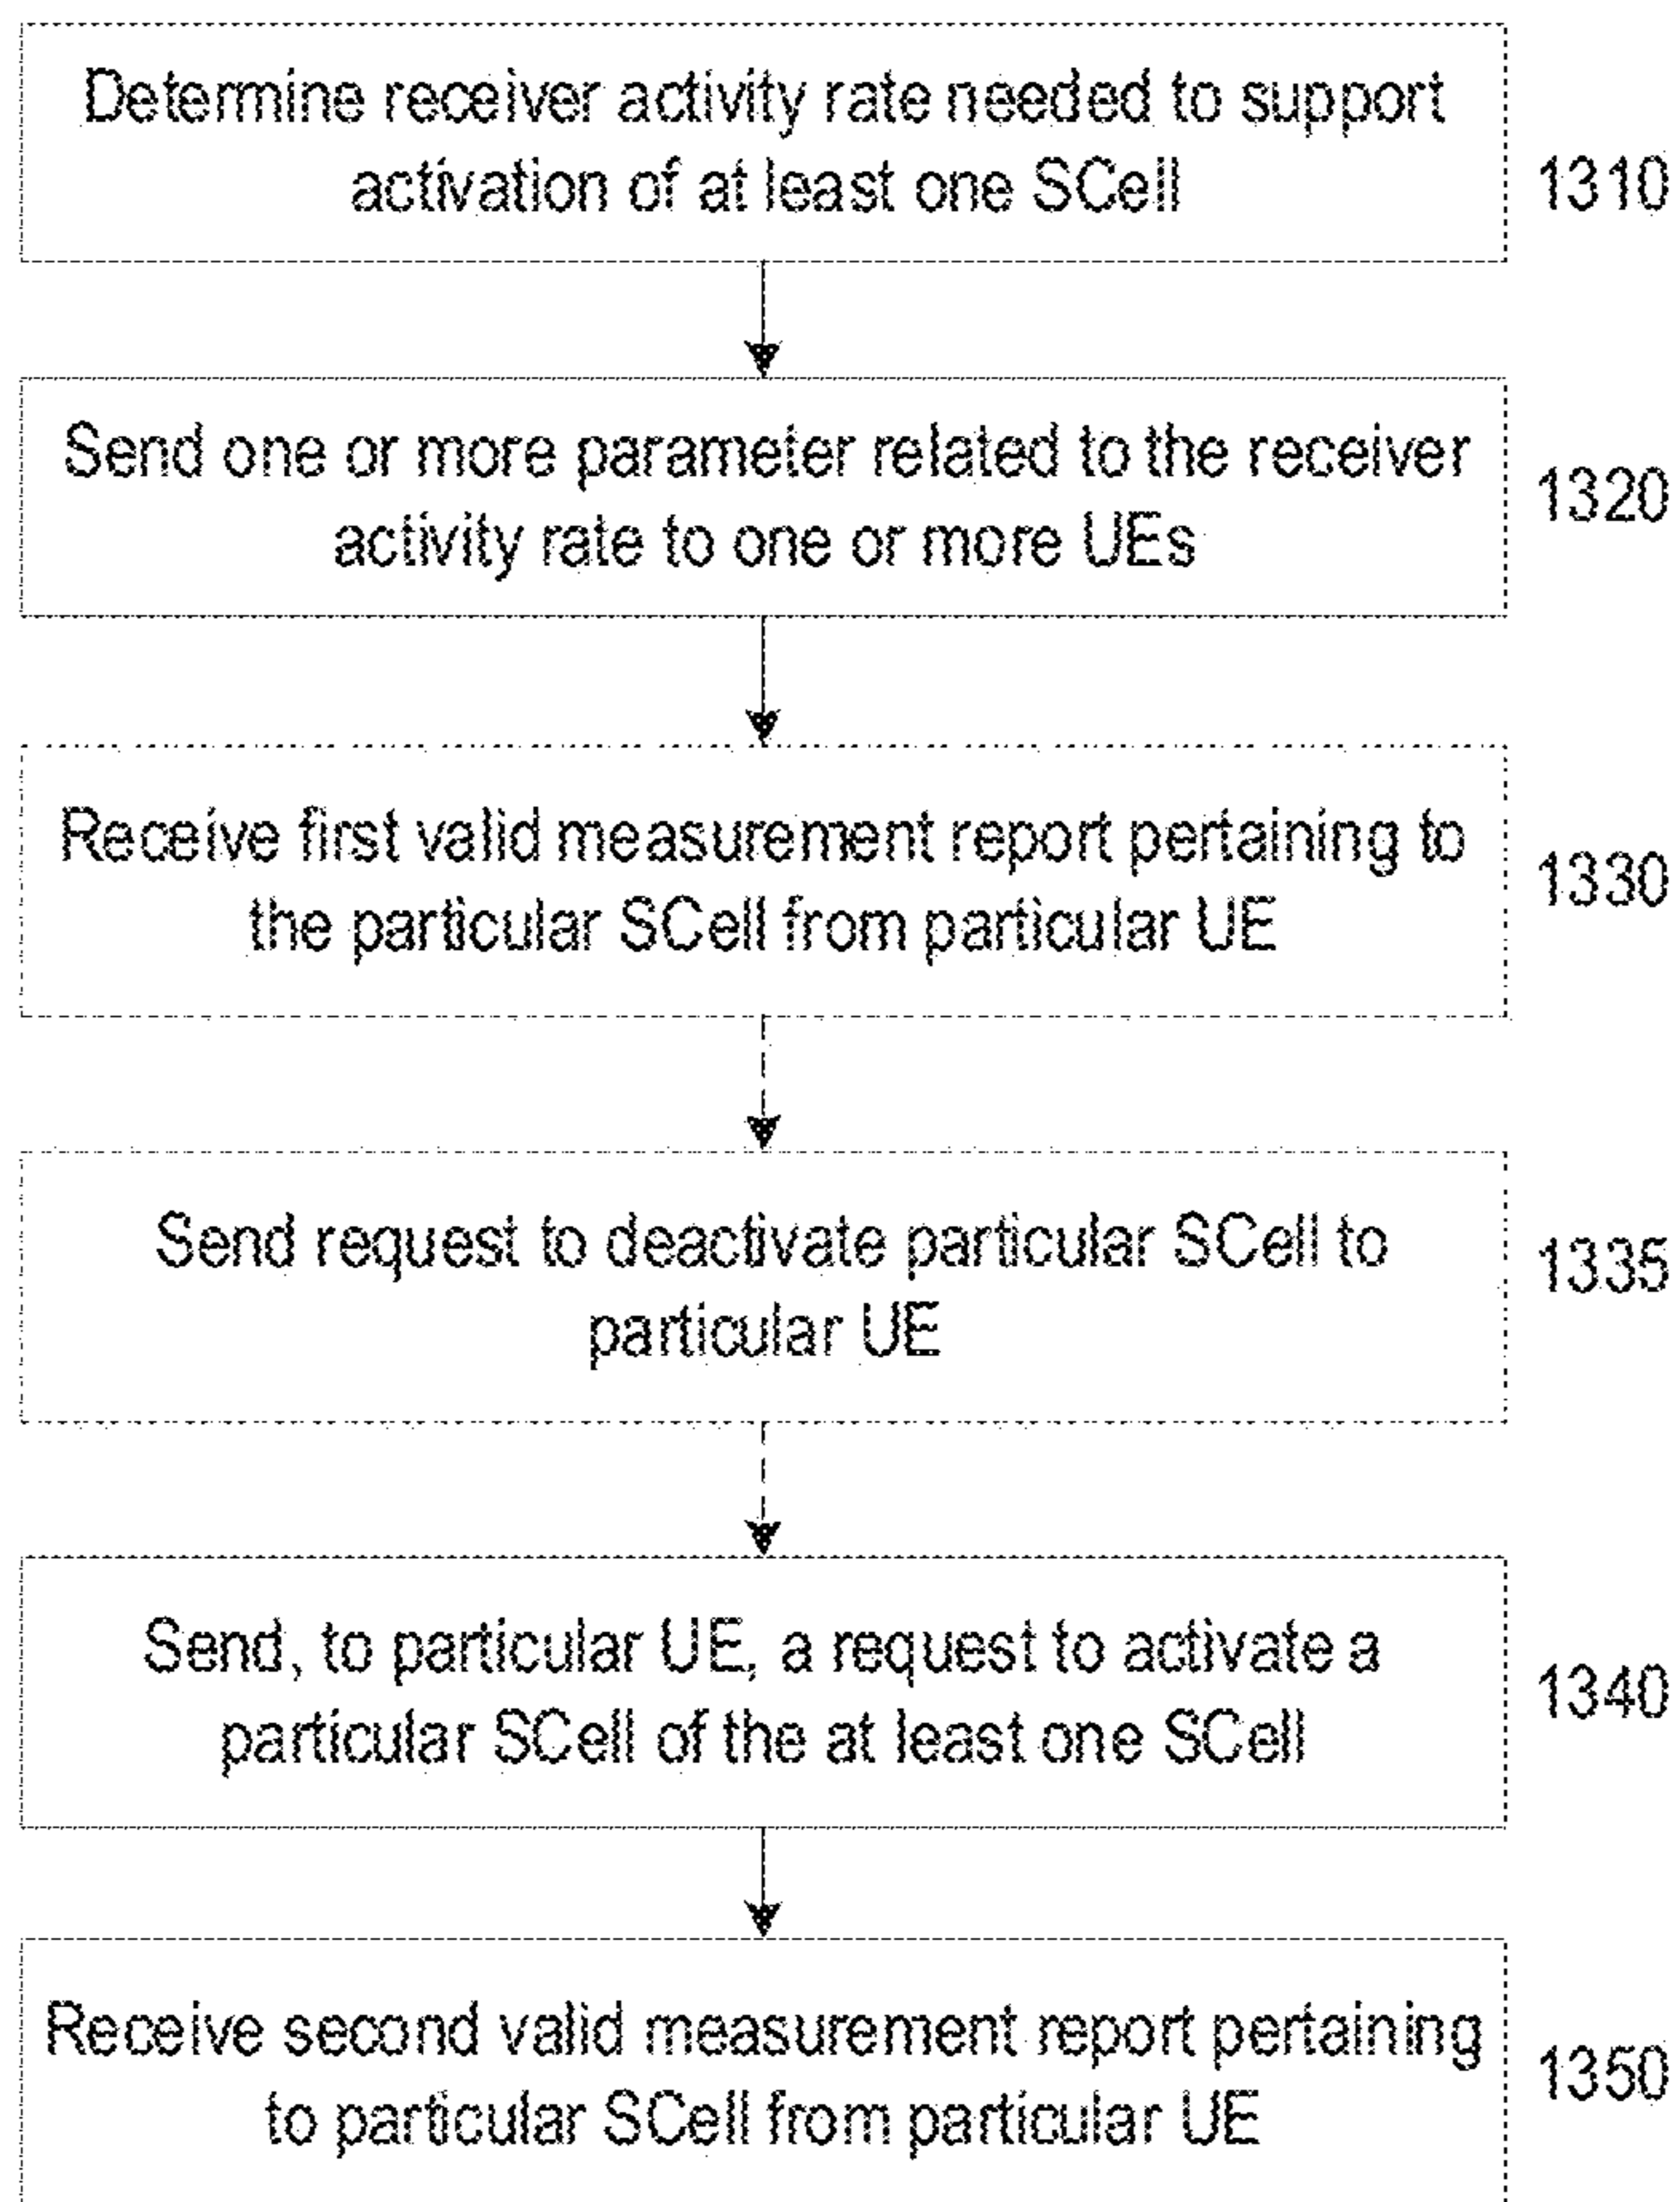 Determine receiver activity rate needed to support
activation of at least one SCell
1310
Send one or more parameter related to the receiver
activity rate to one or more UEs
1320
Receive first valid measurement report pertaining to
the particular SCell from particular UE
1330
Send request to deactivate particular SCell to
particular UE
1335
Send, to particular UE, a request to activate a
particular SCell of the at least one SCell
1340
Receive second valid measurement report pertaining
to particular SCell from particular UE
1350